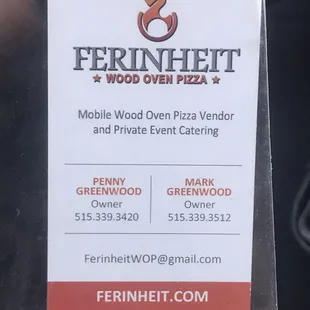 FERINHEIT
★ WOOD OVEN PIZZA ★
Mobile Wood Oven Pizza Vendor
and Private Event Catering
PENNY
GREENWOOD
Owner
515.339.3420
MARK
GREENWOOD
Owner
515.339.3512
FerinheitWOP@gmail.com
FERINHEIT.COM